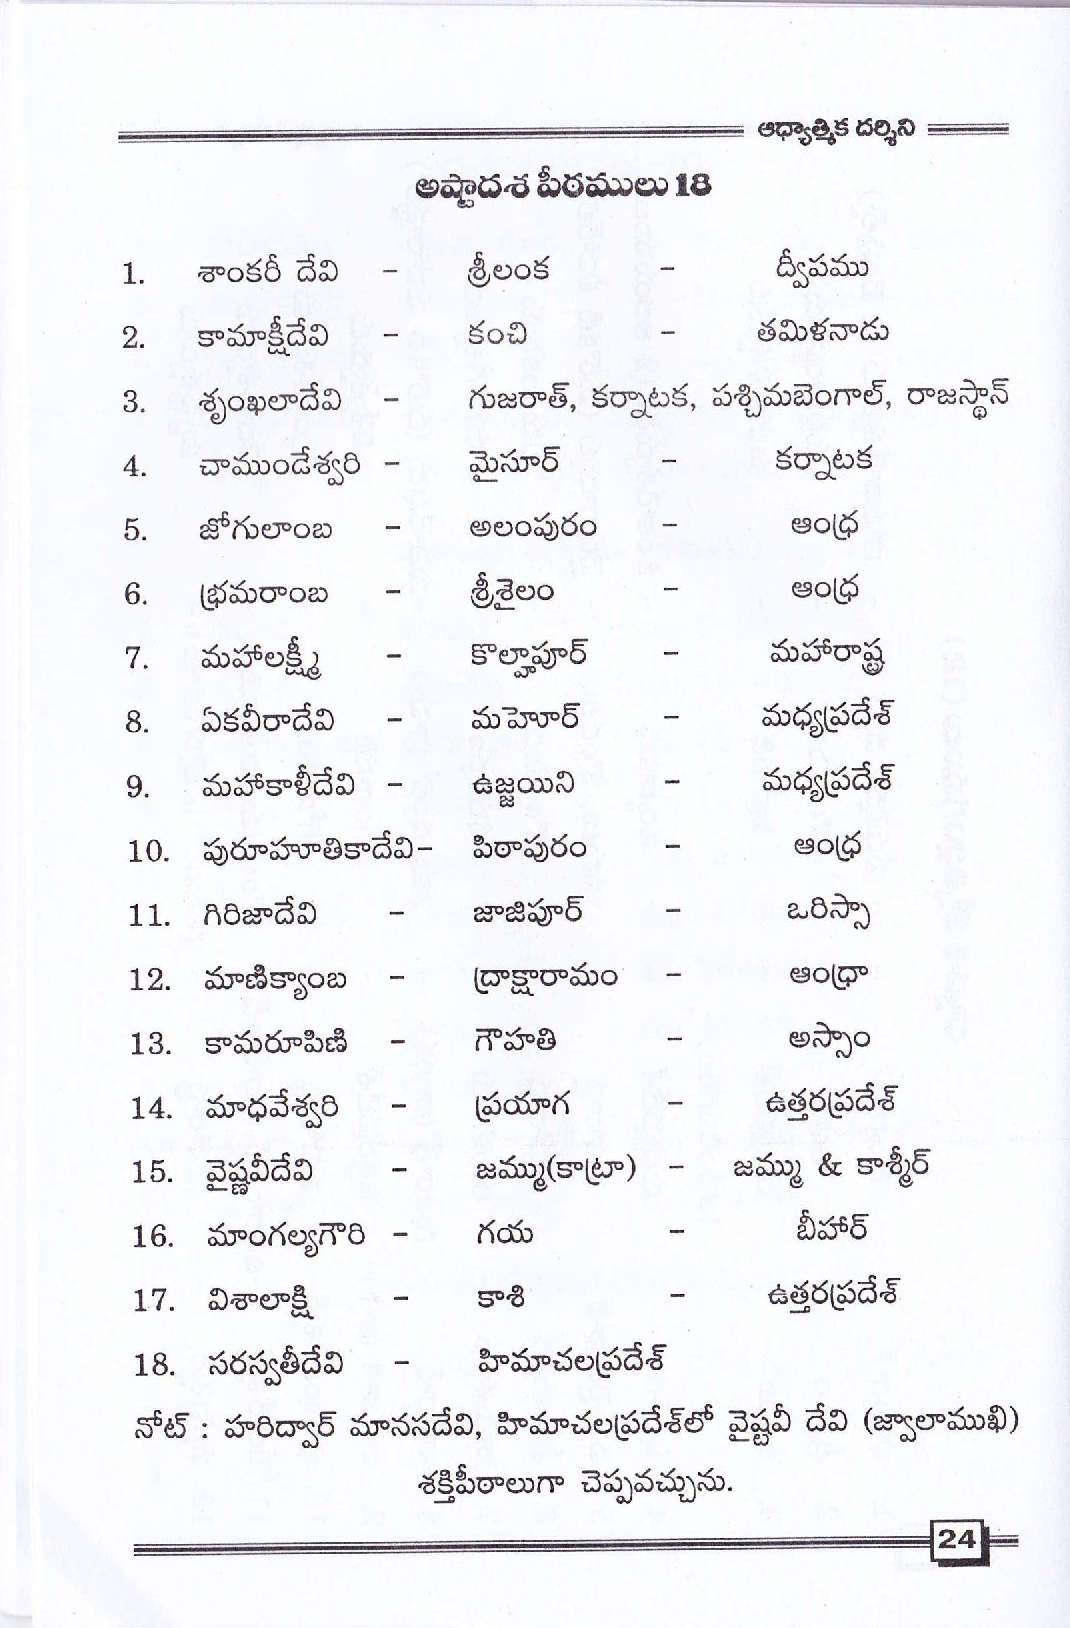 ఆధ్యాత్మిక దర్శిని
అష్టాదశ పీఠములు 18
1. శాంకరీ దేవి - శ్రీలంక - ద్వీపము
2. కామాక్షీదేవి - కంచి - తమిళనాడు
3. శృంఖలాదేవి - గుజరాత్, కర్నాటక, పశ్చిమబెంగాల్, రాజస్థాన్
4. చాముండేశ్వరి - మైసూర్ - కర్నాటక
5. జోగులాంబ - అలంపురం - ఆంధ్ర
6. భ్రమరాంబ - శ్రీశైలం - ఆంధ్ర
7. మహాలక్ష్మీ - కొల్హాపూర్ - మహారాష్ట్ర
8. ఏకవీరాదేవి - మహెూర్ - మధ్యప్రదేశ్
9. మహాకాళీదేవి - ఉజ్జయిని - మధ్యప్రదేశ్
10. పురూహూతికాదేవి- పిఠాపురం - ఆంధ్ర
11. గిరిజాదేవి - జాజిపూర్ - ఒరిస్సా
12. మాణిక్యాంబ - ద్రాక్షారామం - ఆంధ్రా
13. కామరూపిణి - గౌహతి - అస్సాం
14. మాధవేశ్వరి - ప్రయాగ - ఉత్తరప్రదేశ్
15. వైష్ణవీదేవి - జమ్ము(కాట్రా) - జమ్ము & కాశ్మీర్
16. మాంగల్యగౌరి - గయ - బీహార్
17. విశాలాక్షి - కాశి - ఉత్తరప్రదేశ్
18. సరస్వతీదేవి - హిమాచలప్రదేశ్
నోట్ : హరిద్వార్ మానసదేవి, హిమాచలప్రదేశ్‌లో వైష్టవీ దేవి (జ్వాలాముఖి)
శక్తిపీఠాలుగా చెప్పవచ్చును.
24